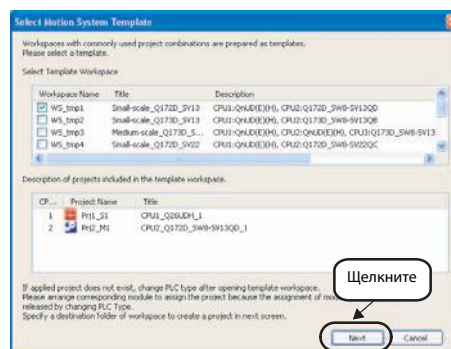 Select Motion System Template
Workspaces with commonly used project combinations are prepared as templates.
Please select a template.
Select Template Workspace
Workspace Name Title Description
WS_tmp1 Small-scale_Q172D_SV13 CPU1:QnUD(E)(H), CPU2:Q172D_SW8-SV13QD
WS_tmp2 Small-scale_Q173D_SV13 CPU1:QnUD(E)(H), CPU2:Q173D_SW8-SV13QB
WS_tmp3 Medium-scale_Q173D_S... CPU1:QnUD(E)(H), CPU2:QnUD(E)(H), CPU3:Q173D_SW8-SV13
WS_tmp4 Small-scale_Q172D_SV22 CPU1:QnUD(E)(H), CPU2:Q172D_SW8-SV22QC
Description of projects included in the template workspace.
CP... Project Name Title
1 Prj1_S1 CPU1_Q26UDH_1
2 Prj2_M1 CPU2_Q172D_SW8-SV13QD_1
If applied project does not exist, change PLC type after opening template workspace.
Please arrange corresponding module to assign the project because the assignment of
released by changing PLC Type.
Specify a destination folder of workspace to create a project in next screen.
Щелкните
Next Cancel